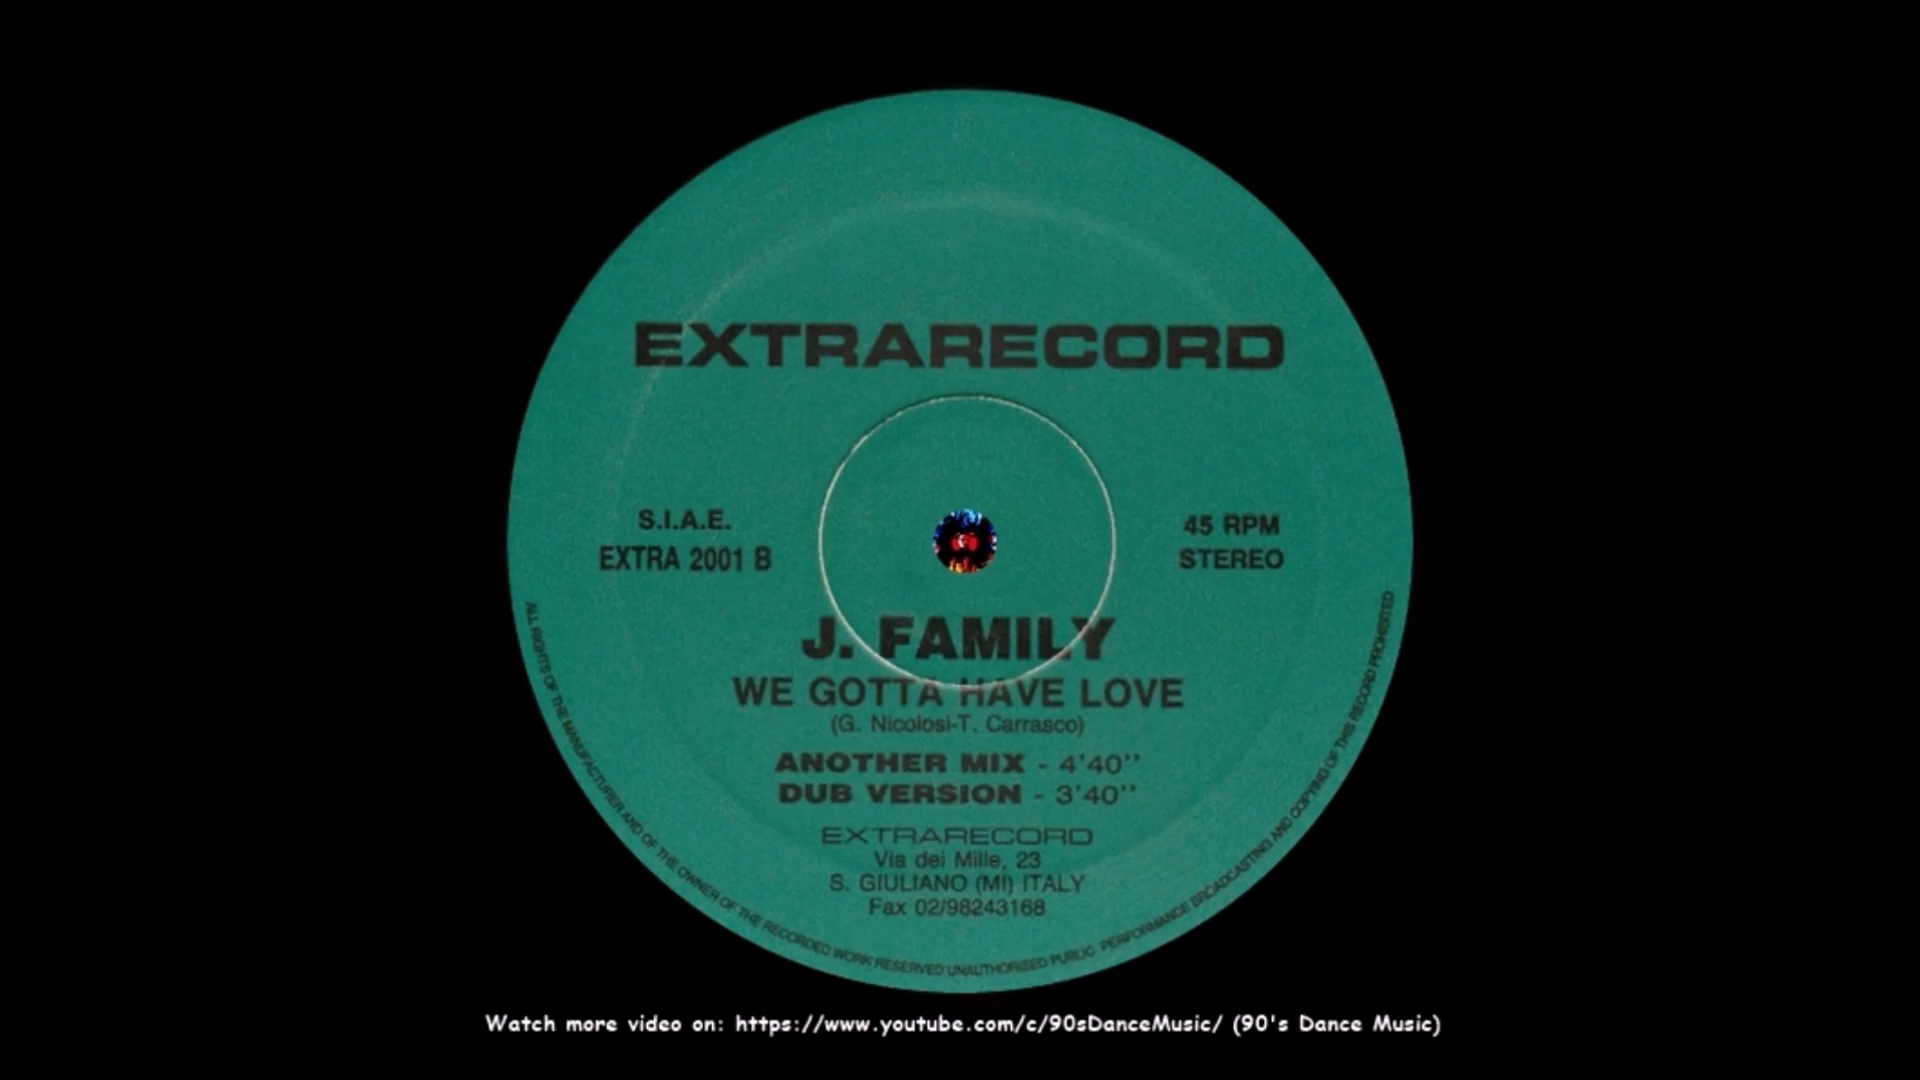 EXTRARECORD
S.I.A.E.
EXTRA 2001 B
45 RPM
STEREO
J. FAMILY
WE GOTTA HAVE LOVE
(G. Nicolosi-T. Carrasco)
ANOTHER MIX - 4'40''
DUB VERSION - 3'40''
EXTRARECORD
Via dei Mille, 23
S. GIULIANO (MI) ITALY
Fax 02/98243168
ALL RIGHTS OF THE MANUFACTURER AND OF THE OWNER OF THE RECORDED WORK RESERVED UNAUTHORISED PUBLIC PERFORMANCE BROADCASTING AND COPYING OF THIS RECORD PROHIBITED
Watch more video on: https://www.youtube.com/c/90sDanceMusic/ (90's Dance Music)